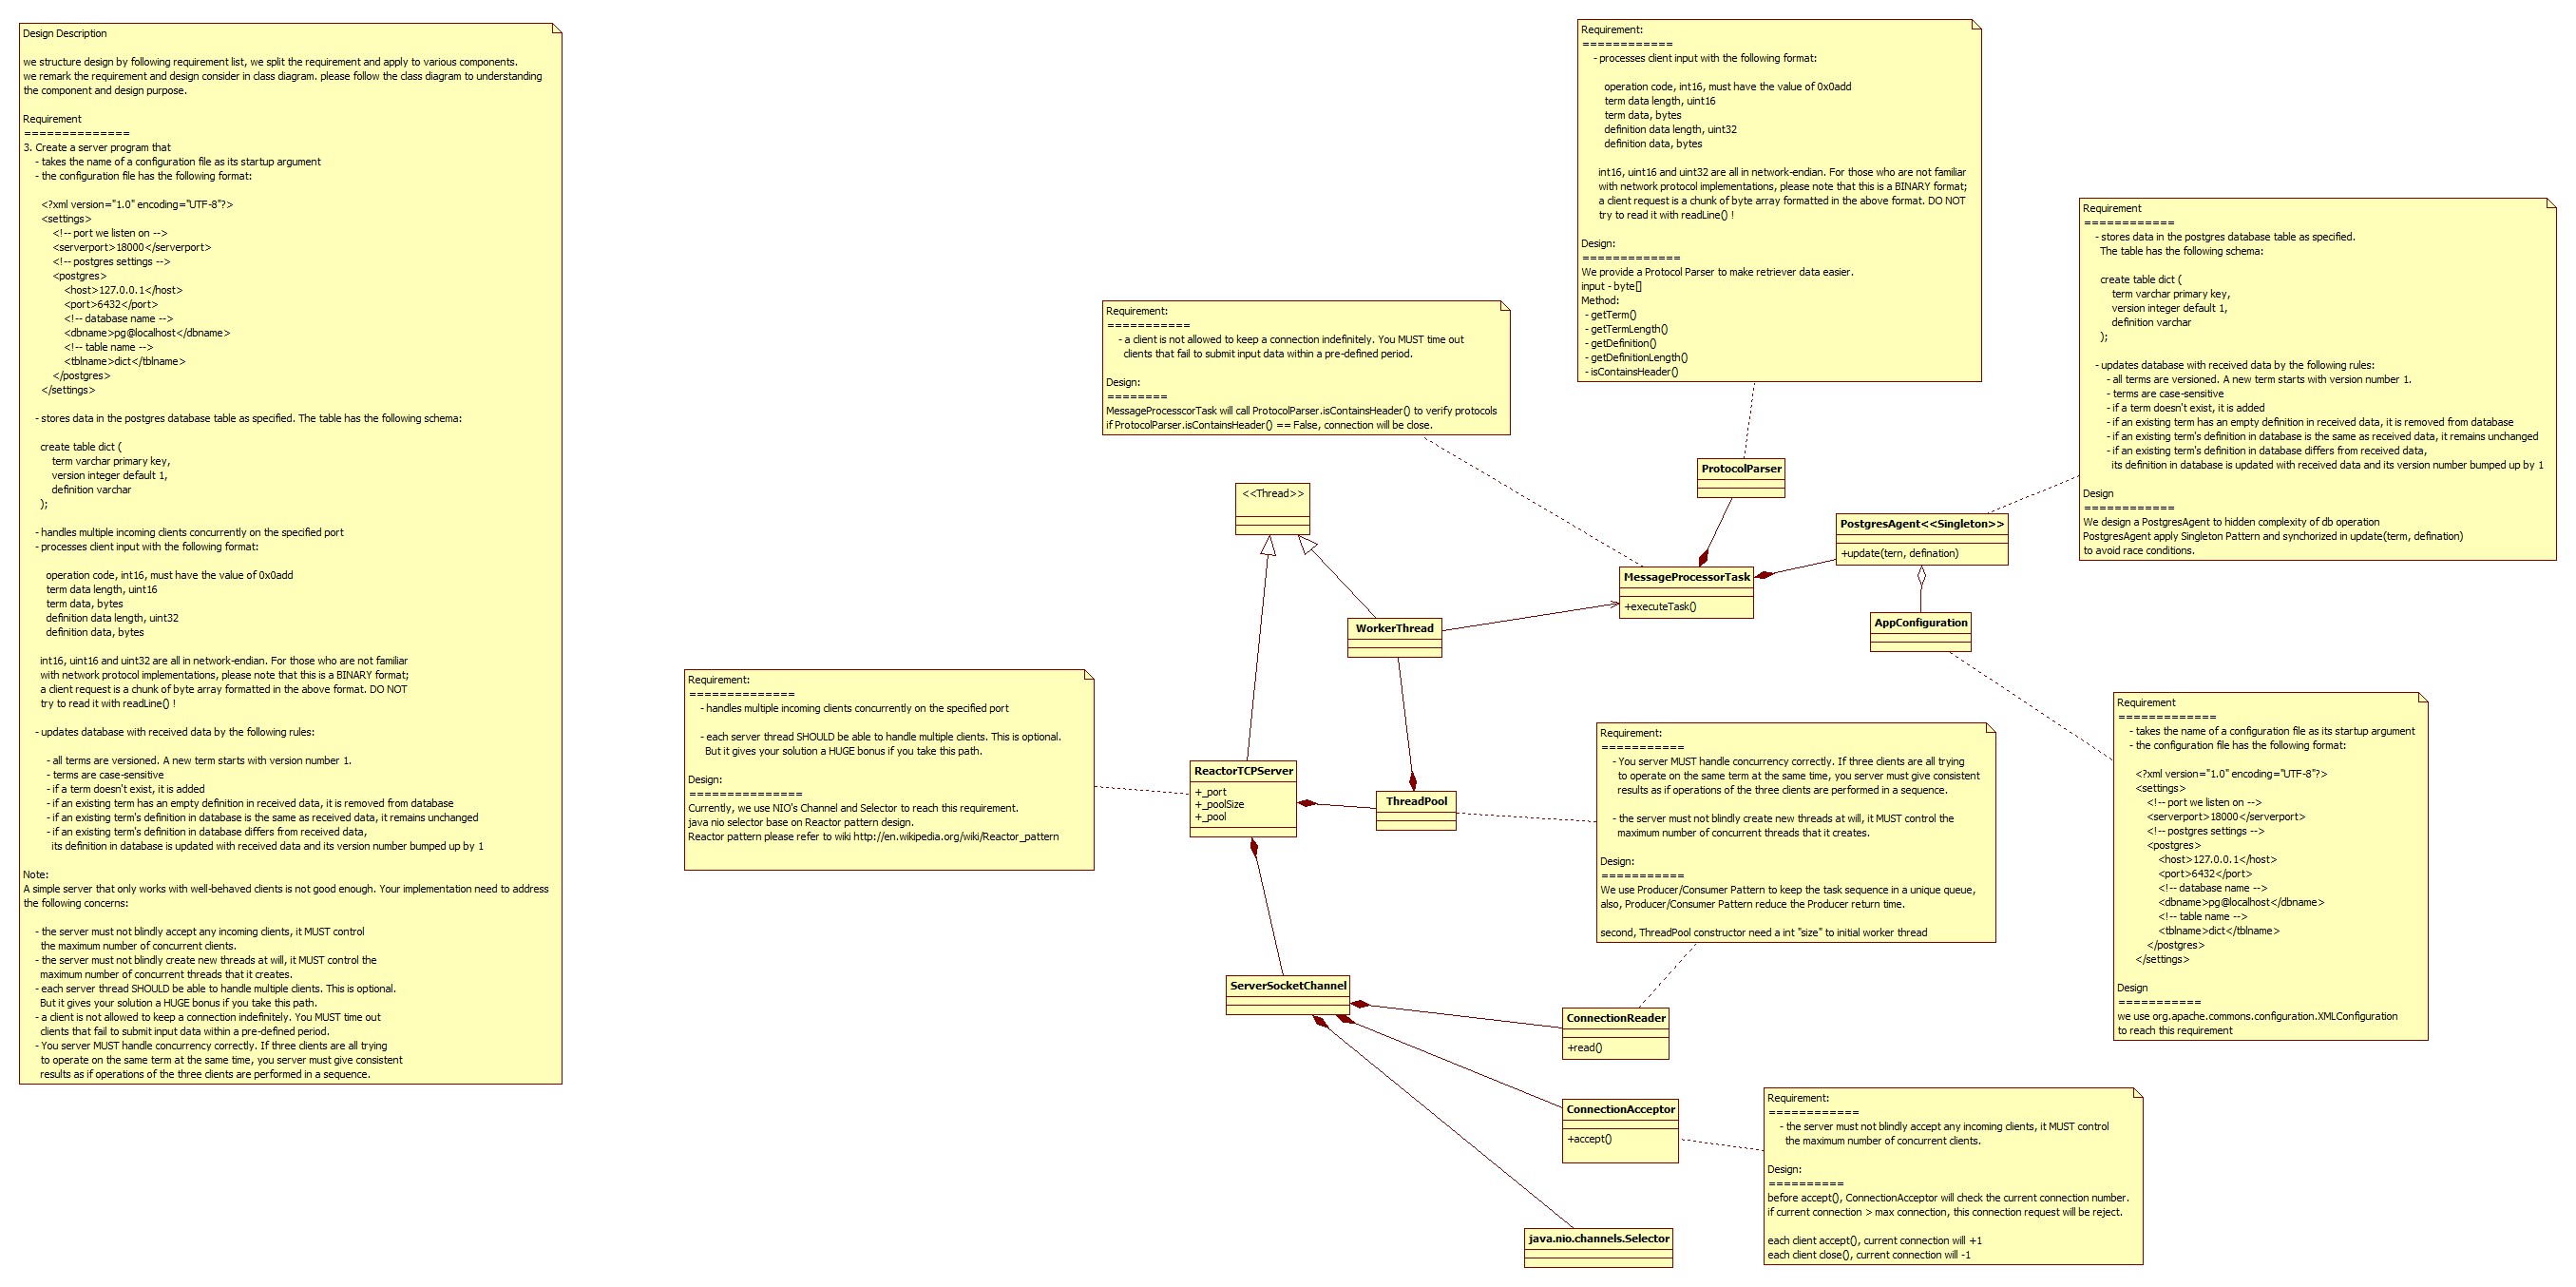 Design Description
we structure design by following requirement list, we split the requirement and apply to various components.
we remark the requirement and design consider in class diagram. please follow the class diagram to understanding
the component and design purpose.
Requirement
==============
3. Create a server program that
- takes the name of a configuration file as its startup argument
- the configuration file has the following format:
<?xml version="1.0" encoding="UTF-8"?>
<settings>
<!-- port we listen on -->
<serverport>18000</serverport>
<!-- postgres settings -->
<postgres>
<host>127.0.0.1</host>
<port>6432</port>
<!-- database name -->
<dbname>pg@localhost</dbname>
<!-- table name -->
<tblname>dict</tblname>
</postgres>
</settings>
- stores data in the postgres database table as specified. The table has the following schema:
create table dict (
term varchar primary key,
version integer default 1,
definition varchar
);
- handles multiple incoming clients concurrently on the specified port
- processes client input with the following format:
operation code, int16, must have the value of 0x0add
term data length, uint16
term data, bytes
definition data length, uint32
definition data, bytes
int16, uint16 and uint32 are all in network-endian. For those who are not familiar
with network protocol implementations, please note that this is a BINARY format;
a client request is a chunk of byte array formatted in the above format. DO NOT
try to read it with readLine() !
- updates database with received data by the following rules:
- all terms are versioned. A new term starts with version number 1.
- terms are case-sensitive
- if a term doesn't exist, it is added
- if an existing term has an empty definition in received data, it is removed from database
- if an existing term's definition in database is the same as received data, it remains unchanged
- if an existing term's definition in database differs from received data,
its definition in database is updated with received data and its version number bumped up by 1
Note:
A simple server that only works with well-behaved clients is not good enough. Your implementation need to address
the following concerns:
- the server must not blindly accept any incoming clients, it MUST control
the maximum number of concurrent clients.
- the server must not blindly create new threads at will, it MUST control the
maximum number of concurrent threads that it creates.
- each server thread SHOULD be able to handle multiple clients. This is optional.
But it gives your solution a HUGE bonus if you take this path.
- a client is not allowed to keep a connection indefinitely. You MUST time out
clients that fail to submit input data within a pre-defined period.
- You server MUST handle concurrency correctly. If three clients are all trying
to operate on the same term at the same time, you server must give consistent
results as if operations of the three clients are performed in a sequence.
Requirement:
============
- processes client input with the following format:
operation code, int16, must have the value of 0x0add
term data length, uint16
term data, bytes
definition data length, uint32
definition data, bytes
int16, uint16 and uint32 are all in network-endian. For those who are not familiar
with network protocol implementations, please note that this is a BINARY format;
a client request is a chunk of byte array formatted in the above format. DO NOT
try to read it with readLine() !
Design:
=============
We provide a Protocol Parser to make retriever data easier.
input - byte[]
Method:
- getTerm()
- getTermLength()
- getDefinition()
- getDefinitionLength()
- isContainsHeader()
Requirement
============
- stores data in the postgres database table as specified.
The table has the following schema:
create table dict (
term varchar primary key,
version integer default 1,
definition varchar
);
- updates database with received data by the following rules:
- all terms are versioned. A new term starts with version number 1.
- terms are case-sensitive
- if a term doesn't exist, it is added
- if an existing term has an empty definition in received data, it is removed from database
- if an existing term's definition in database is the same as received data, it remains unchanged
- if an existing term's definition in database differs from received data,
its definition in database is updated with received data and its version number bumped up by 1
Design
============
We design a PostgresAgent to hidden complexity of db operation
PostgresAgent apply Singleton Pattern and synchorized in update(term, defination)
to avoid race conditions.
Requirement:
===========
- a client is not allowed to keep a connection indefinitely. You MUST time out
clients that fail to submit input data within a pre-defined period.
Design:
========
MessageProcesscorTask will call ProtocolParser.isContainsHeader() to verify protocols
if ProtocolParser.isContainsHeader() == False, connection will be close.
ProtocolParser
<<Thread>>
PostgresAgent<<Singleton>>
+update(tern, defination)
MessageProcessorTask
+executeTask()
WorkerThread
AppConfiguration
Requirement:
==============
- handles multiple incoming clients concurrently on the specified port
- each server thread SHOULD be able to handle multiple clients. This is optional.
But it gives your solution a HUGE bonus if you take this path.
Design:
===============
Currently, we use NIO's Channel and Selector to reach this requirement.
java nio selector base on Reactor pattern design.
Reactor pattern please refer to wiki http://en.wikipedia.org/wiki/Reactor_pattern
ReactorTCPServer
+_port
+_poolSize
+_pool
ThreadPool
Requirement:
===========
- You server MUST handle concurrency correctly. If three clients are all trying
to operate on the same term at the same time, you server must give consistent
results as if operations of the three clients are performed in a sequence.
- the server must not blindly create new threads at will, it MUST control the
maximum number of concurrent threads that it creates.
Design:
===========
We use Producer/Consumer Pattern to keep the task sequence in a unique queue,
also, Producer/Consumer Pattern reduce the Producer return time.
second, ThreadPool constructor need a int "size" to initial worker thread
Requirement
=============
- takes the name of a configuration file as its startup argument
- the configuration file has the following format:
<?xml version="1.0" encoding="UTF-8"?>
<settings>
<!-- port we listen on -->
<serverport>18000</serverport>
<!-- postgres settings -->
<postgres>
<host>127.0.0.1</host>
<port>6432</port>
<!-- database name -->
<dbname>pg@localhost</dbname>
<!-- table name -->
<tblname>dict</tblname>
</postgres>
</settings>
Design
===========
we use org.apache.commons.configuration.XMLConfiguration
to reach this requirement
ServerSocketChannel
ConnectionReader
+read()
ConnectionAcceptor
+accept()
Requirement:
============
- the server must not blindly accept any incoming clients, it MUST control
the maximum number of concurrent clients.
Design:
==========
before accept(), ConnectionAcceptor will check the current connection number.
if current connection > max connection, this connection request will be reject.
each client accept(), current connection will +1
each client close(), current connection will -1
java.nio.channels.Selector